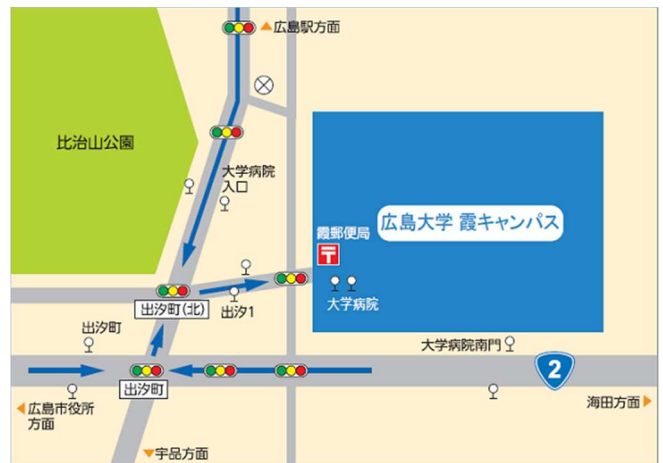 広島駅方面
比治山公園
大学病院
入口
広島大学 霞キャンパス
霞郵便局
大学病院
出汐町(北)
出汐1
出汐町
大学病院南門
2
出汐町
海田方面
広島市役所
方面
宇品方面